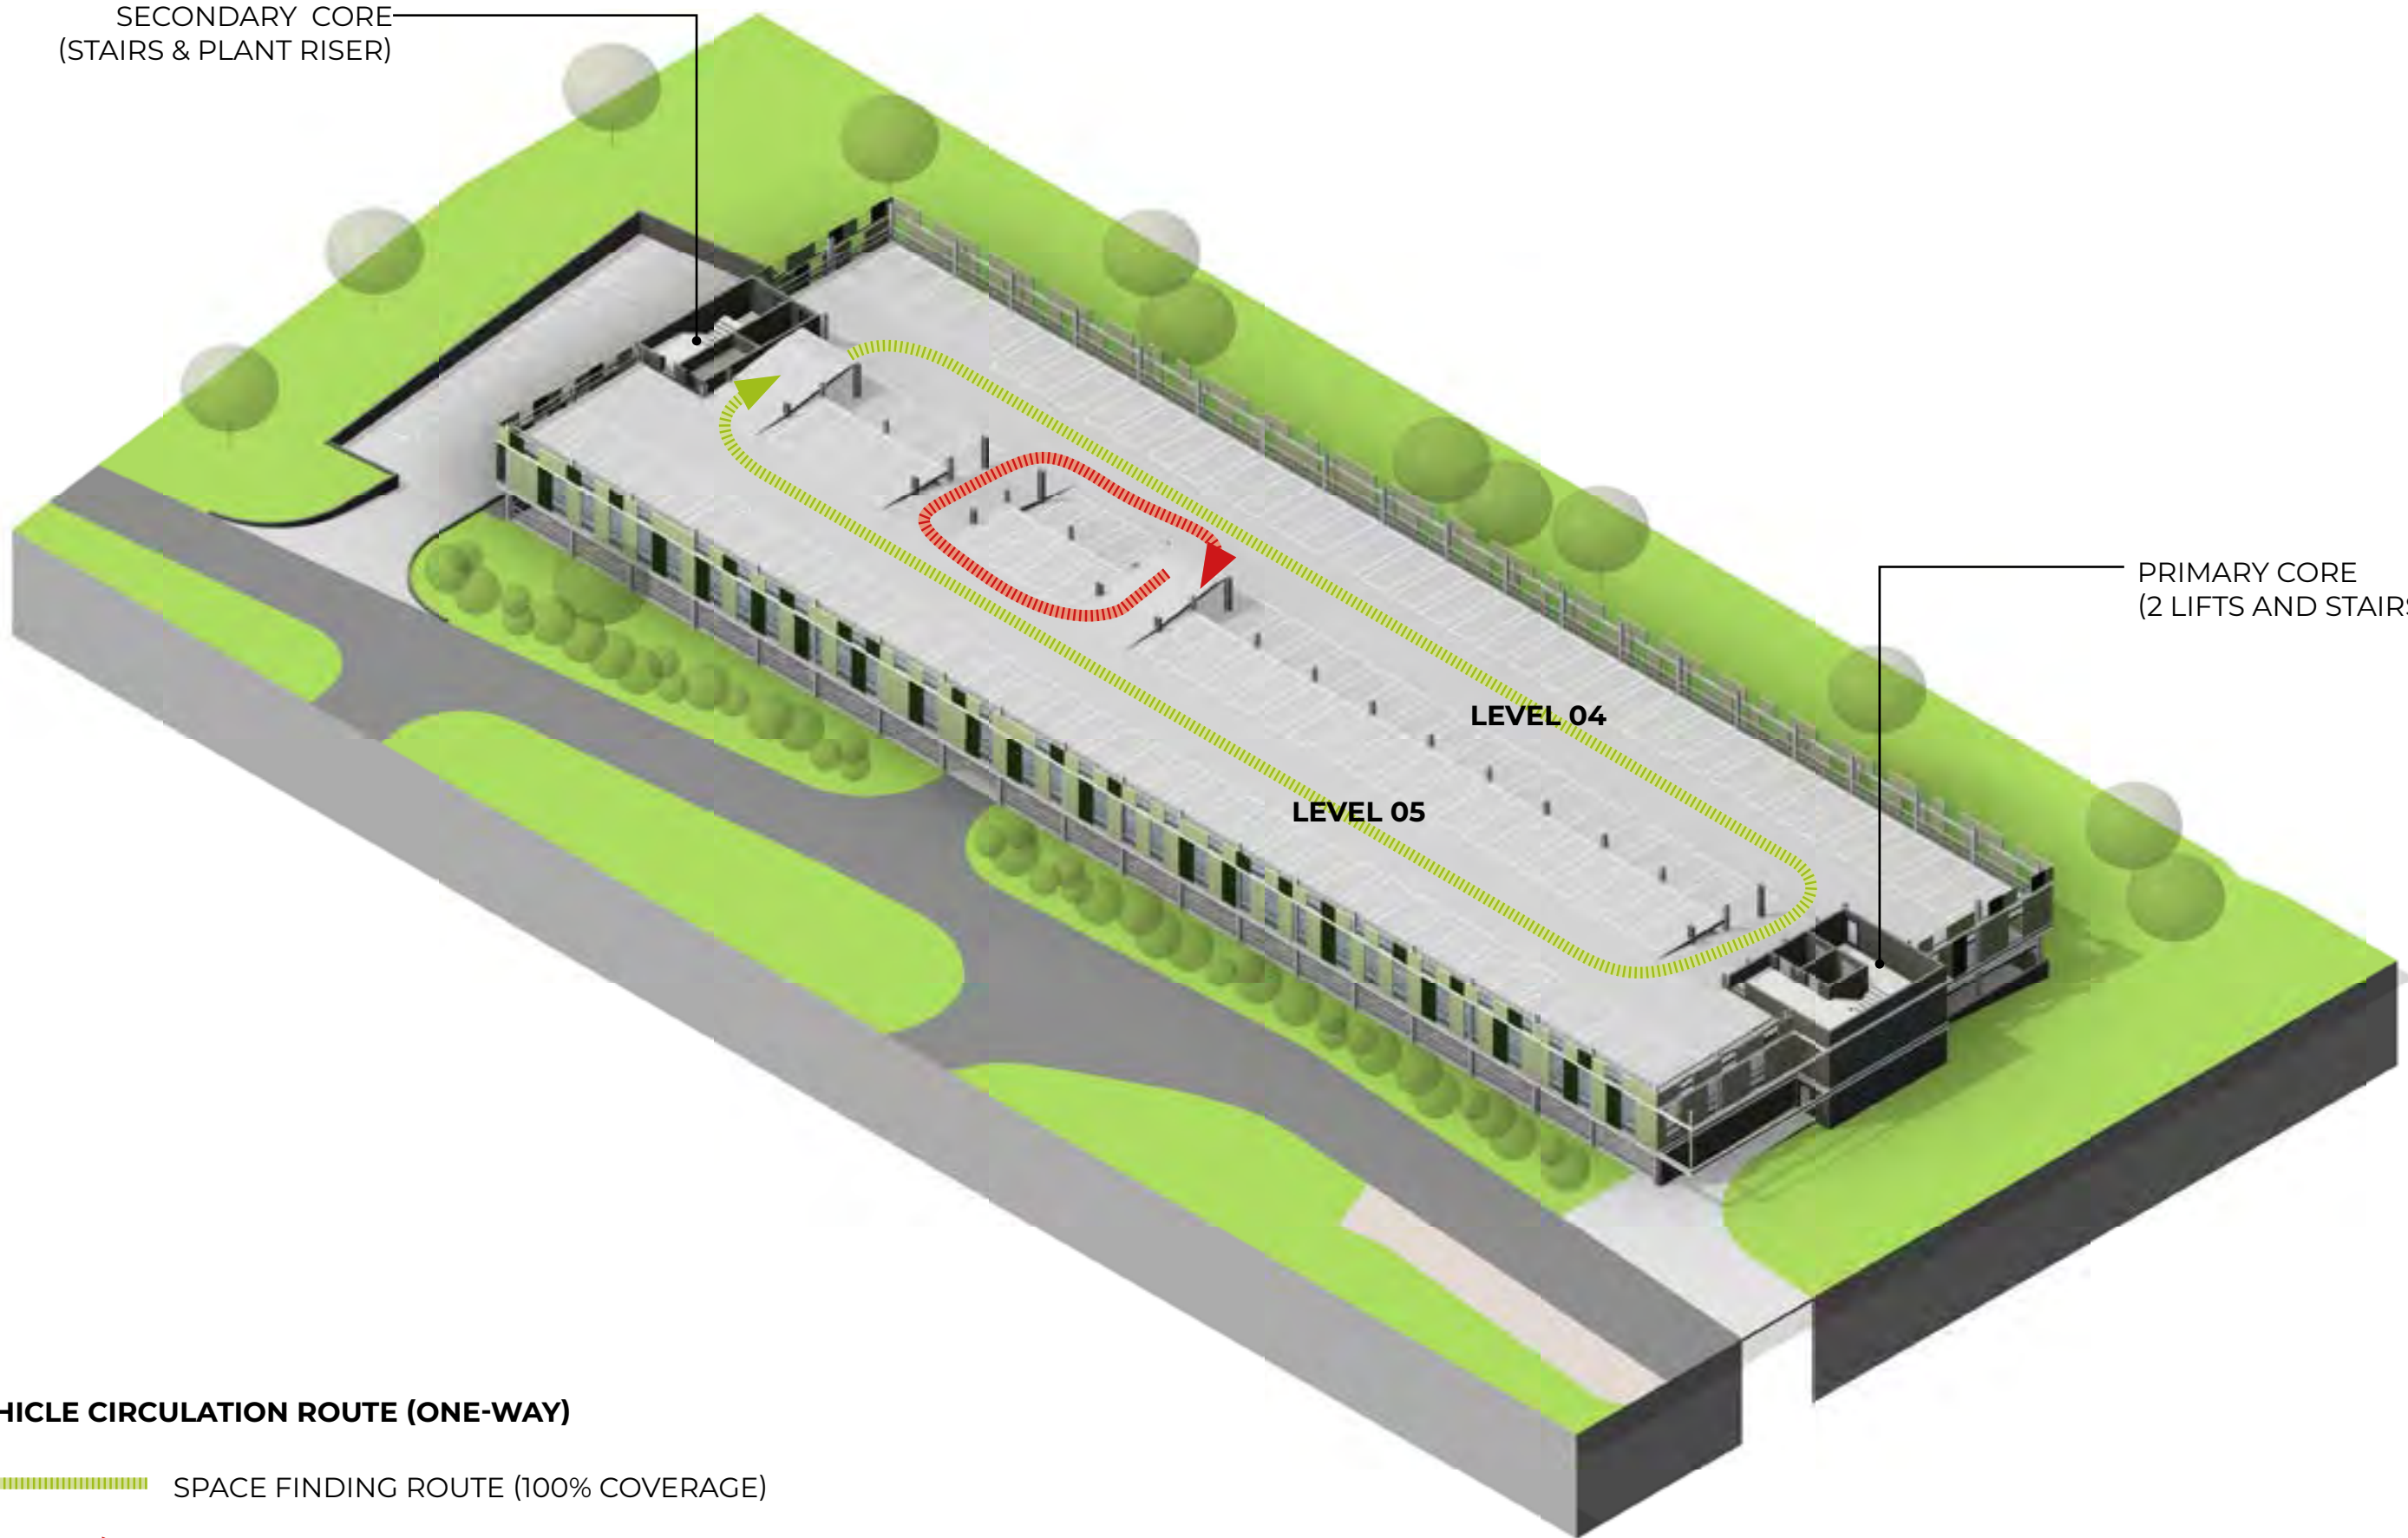 SECONDARY CORE
(STAIRS & PLANT RISER)
PRIMARY CORE
(2 LIFTS AND STAIRS
LEVEL 04
LEVEL 05
HICLE CIRCULATION ROUTE (ONE-WAY)
SPACE FINDING ROUTE (100% COVERAGE)